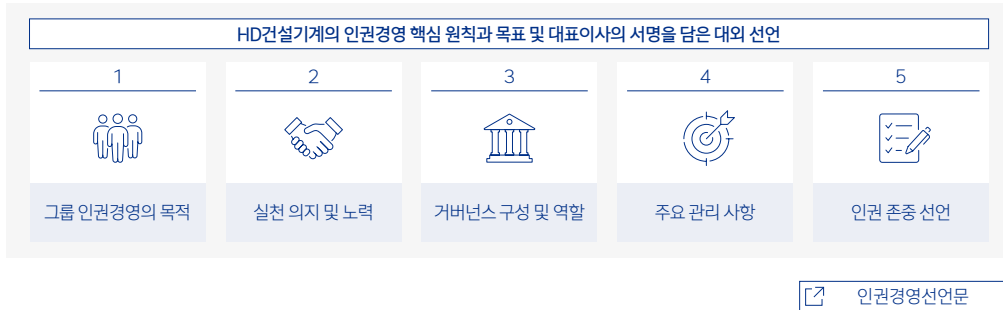 HD건설기계의 인권경영 핵심 원칙과 목표 및 대표이사의 서명을 담은 대외 선언
1
2
3
4
5
그룹 인권경영의 목적
실천 의지 및 노력
거버넌스 구성 및 역할
주요 관리 사항
인권 존중 선언
인권경영선언문